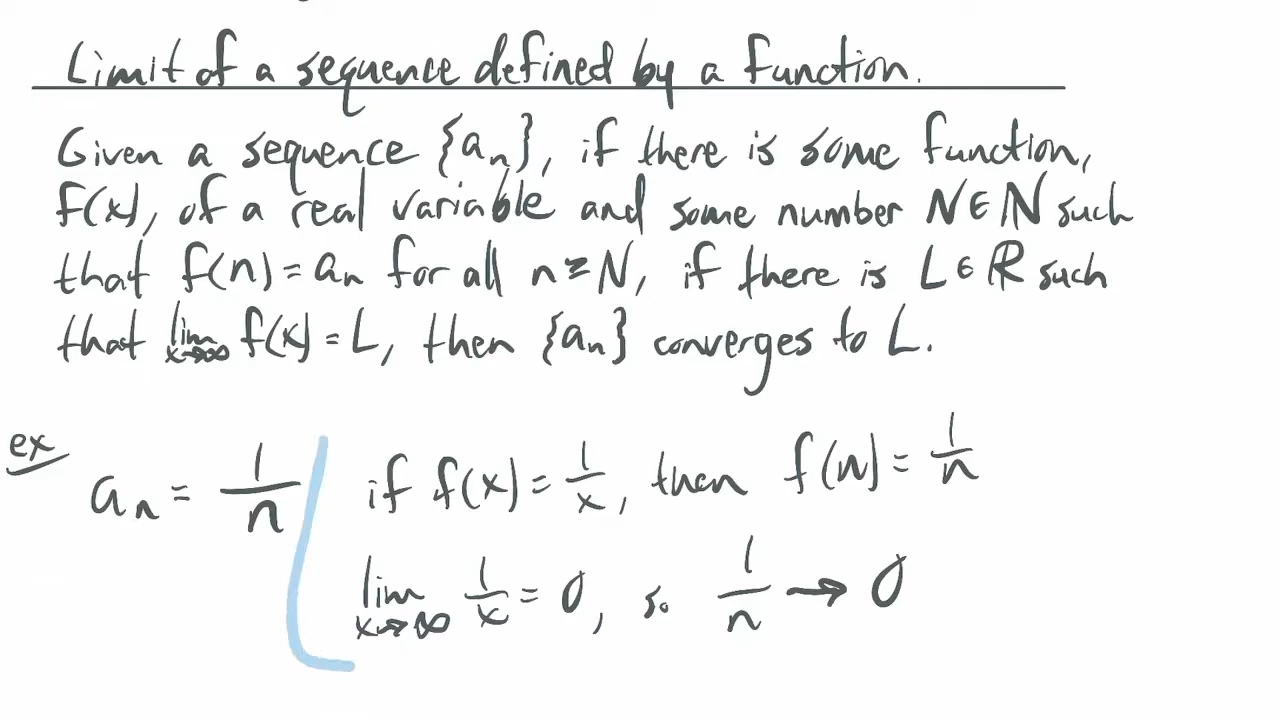 Limit of a sequence defined by a function.
Given a sequence {aₙ}, if there is some function,
f(x), of a real variable and some number N∈ℕ such
that f(n) = aₙ for all n ≥ N, if there is L∈ℝ such
that lim x→∞ f(x) = L, then {aₙ} converges to L.
ex
aₙ = 1/n
if f(x) = 1/x, then f(n) = 1/n
lim x→∞ 1/x = 0, so 1/n → 0